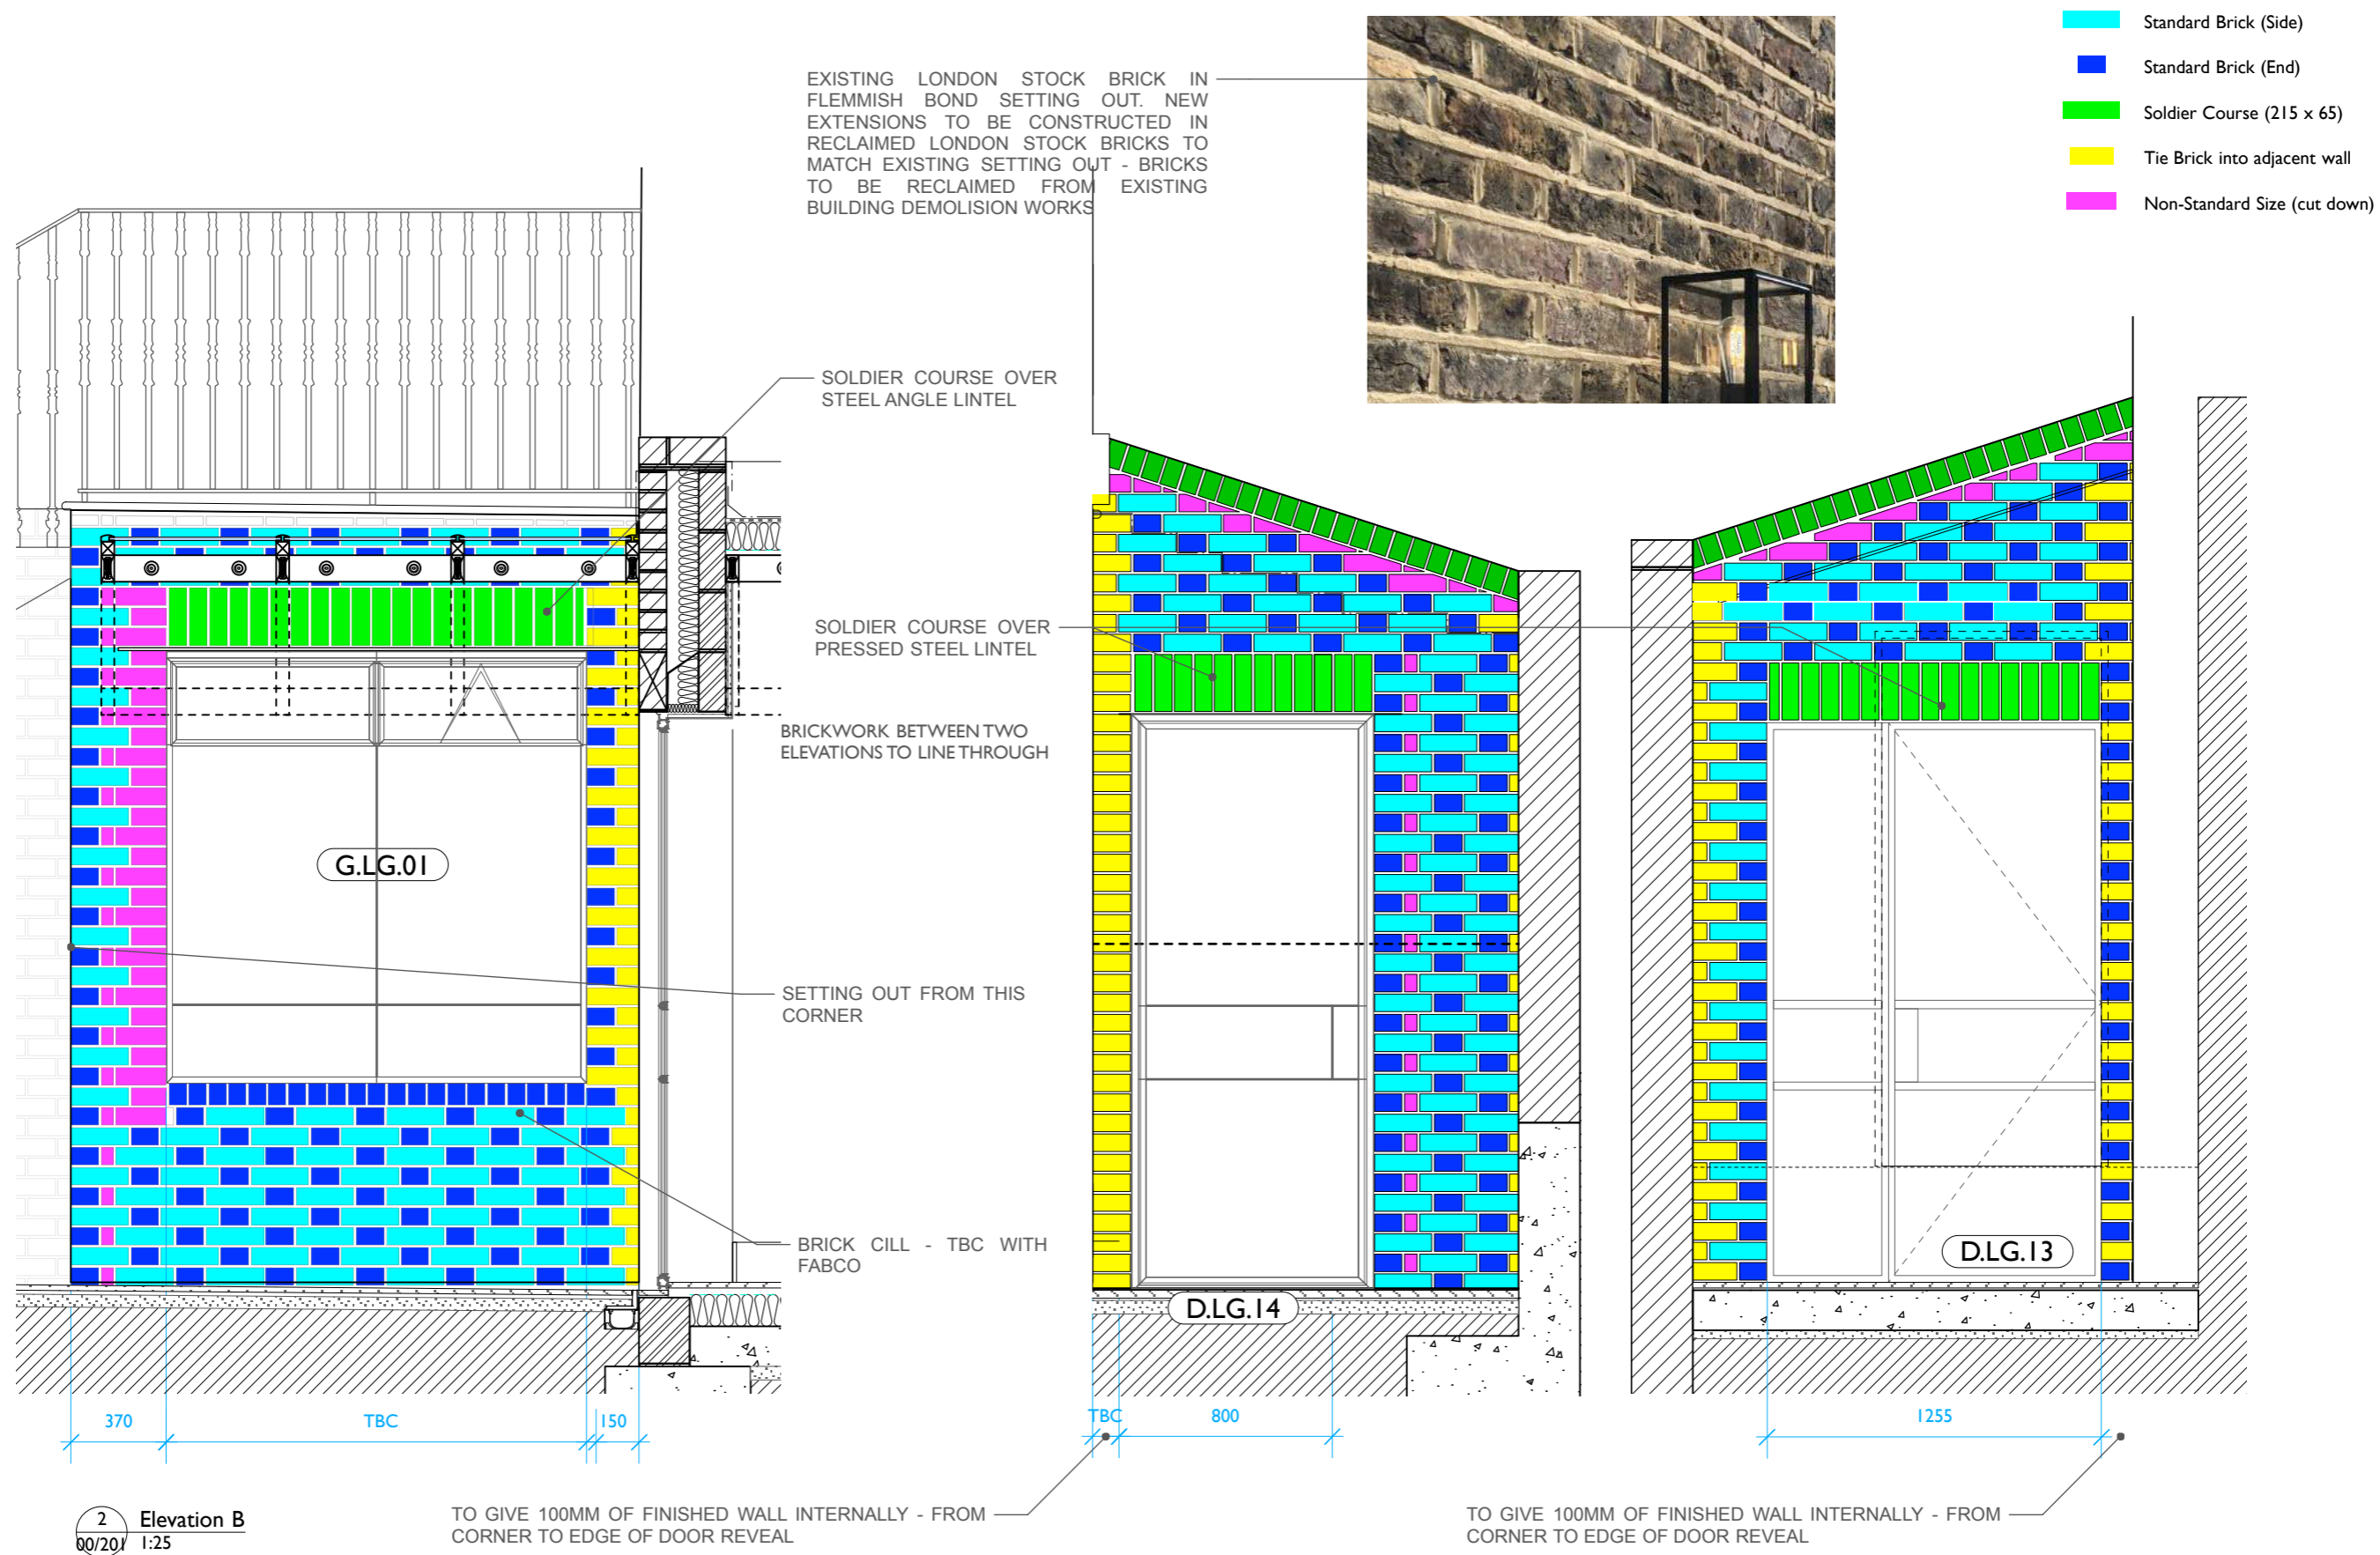 Standard Brick (Side)
Standard Brick (End)
Soldier Course (215 x 65)
Tie Brick into adjacent wall
Non-Standard Size (cut down)
EXISTING LONDON STOCK BRICK IN
FLEMMISH BOND SETTING OUT. NEW
EXTENSIONS TO BE CONSTRUCTED IN
RECLAIMED LONDON STOCK BRICKS TO
MATCH EXISTING SETTING OUT - BRICKS
TO BE RECLAIMED FROM EXISTING
BUILDING DEMOLISION WORKS
SOLDIER COURSE OVER
STEEL ANGLE LINTEL
SOLDIER COURSE OVER
PRESSED STEEL LINTEL
BRICKWORK BETWEEN TWO
ELEVATIONS TO LINE THROUGH
G.LG.01
SETTING OUT FROM THIS
CORNER
BRICK CILL - TBC WITH
FABCO
D.LG.14
D.LG.13
370
TBC
150
TBC
800
1255
2
00/201
Elevation B
1:25
TO GIVE 100MM OF FINISHED WALL INTERNALLY - FROM
CORNER TO EDGE OF DOOR REVEAL
TO GIVE 100MM OF FINISHED WALL INTERNALLY - FROM
CORNER TO EDGE OF DOOR REVEAL